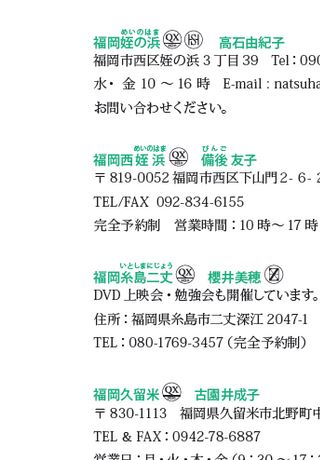 めいのはま
福岡姪の浜 QX 髙石由紀子
福岡市西区姪の浜3丁目39 Tel:090
水・金 10 〜 16 時 E-mail : natsuha
お問い合わせください。
めいのはま びんご
福岡西姪浜 QX 備後友子
〒819-0052 福岡市西区下山門2-6-2
TEL/FAX 092-834-6155
完全予約制 営業時間：10時〜17時
いとしまにじょう
福岡糸島二丈 QX 櫻井美穂 Z
DVD上映会・勉強会も開催しています。
住所：福岡県糸島市二丈深江 2047-1
TEL：080-1769-3457（完全予約制）
福岡久留米 QX 古園井成子
〒830-1113 福岡県久留米市北野町中
TEL & FAX：0942-78-6887
営業日：月・火・木・金（9：30〜17：